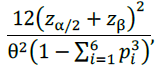 12(z_{α/2} + z_β)^2
θ^2(1 − ∑_{i=1}^{6} p_i^3)'